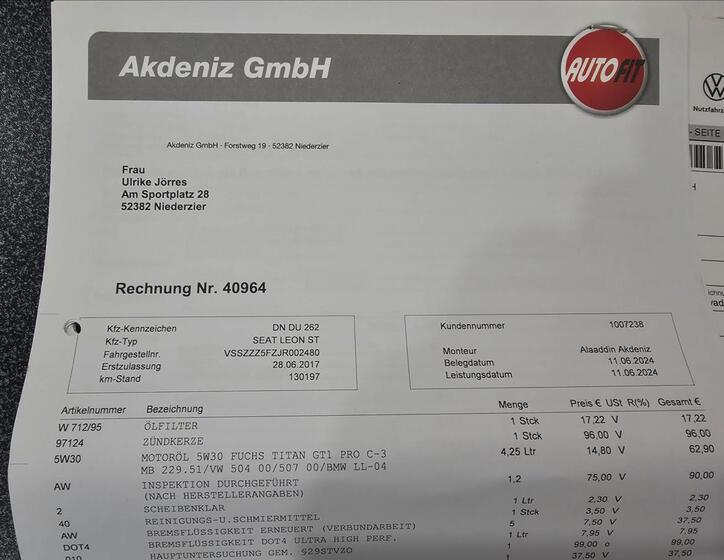 Akdeniz GmbH
AUTOFIT
Nutzfahrz
Akdeniz GmbH · Forstweg 19 · 52382 Niederzier
- SEITE
Frau
Ulrike Jörres
Am Sportplatz 28
52382 Niederzier
Rechnung Nr. 40964
Kfz-Kennzeichen DN DU 262
Kfz-Typ SEAT LEON ST
Fahrgestellnr. VSSZZZ5FZJR002480
Erstzulassung 28.06.2017
km-Stand 130197
Kundennummer 1007238
Monteur Alaaddin Akdeniz
Belegdatum 11.06.2024
Leistungsdatum 11.06.2024
Artikelnummer Bezeichnung Menge Preis € USt R(%) Gesamt €
W 712/95 ÖLFILTER 1 Stck 17,22 V 17,22
97124 ZÜNDKERZE 1 Stck 96,00 V 96,00
5W30 MOTORÖL 5W30 FUCHS TITAN GT1 PRO C-3 4,25 Ltr 14,80 V 62,90
MB 229.51/VW 504 00/507 00/BMW LL-04
AW INSPEKTION DURCHGEFÜHRT 1,2 75,00 V 90,00
(NACH HERSTELLERANGABEN)
2 SCHEIBENKLAR 1 Ltr 2,30 V 2,30
40 REINIGUNGS-U.SCHMIERMITTEL 1 Stck 3,50 V 3,50
AW BREMSFLÜSSIGKEIT ERNEUERT (VERBUNDARBEIT) 5 7,50 V 37,50
DOT4 BREMSFLÜSSIGKEIT DOT4 ULTRA HIGH PERF. 1 Ltr 7,95 V 7,95
010 HAUPTUNTERSUCHUNG GEM. §29STVZO 1 99,00 o 99,00
1 37,50 V 37,50